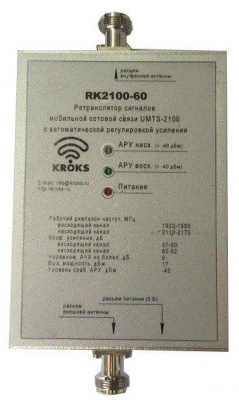 разъем
внутренней антенны
RK2100-60
Ретранслятор сигналов
мобильной сотовой связи UMTS-2100
с автоматической регулировкой усиления
KROKS
АРУ нисх. (> -40 дБм)
АРУ восх. (> -40 дБм)
E-mail: info@kroks.ru
http://kroks.ru
Питание
Рабочий диапазон частот, МГц
восходящий канал 1920-1980
нисходящий канал 2110-2170
Коэф. усиления, дБ
восходящий канал 57-60
нисходящий канал 60-62
Неравном. АЧХ не более, дБ 6
Вых. мощность, дБм 17
Уровень сраб. АРУ, дБм -40
разъем питания (5 В)
разъем
внешней антенны